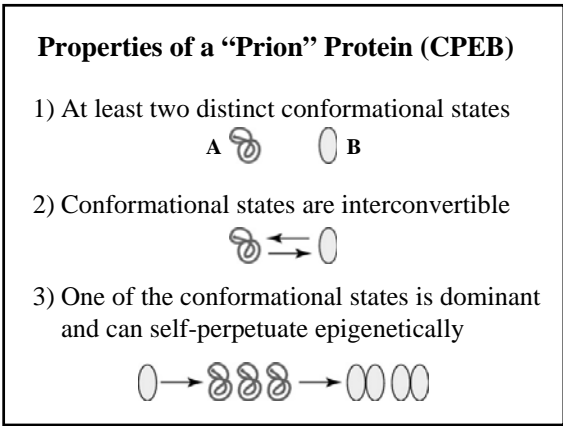 Properties of a “Prion” Protein (CPEB)
1) At least two distinct conformational states
A B
2) Conformational states are interconvertible
3) One of the conformational states is dominant
and can self-perpetuate epigenetically